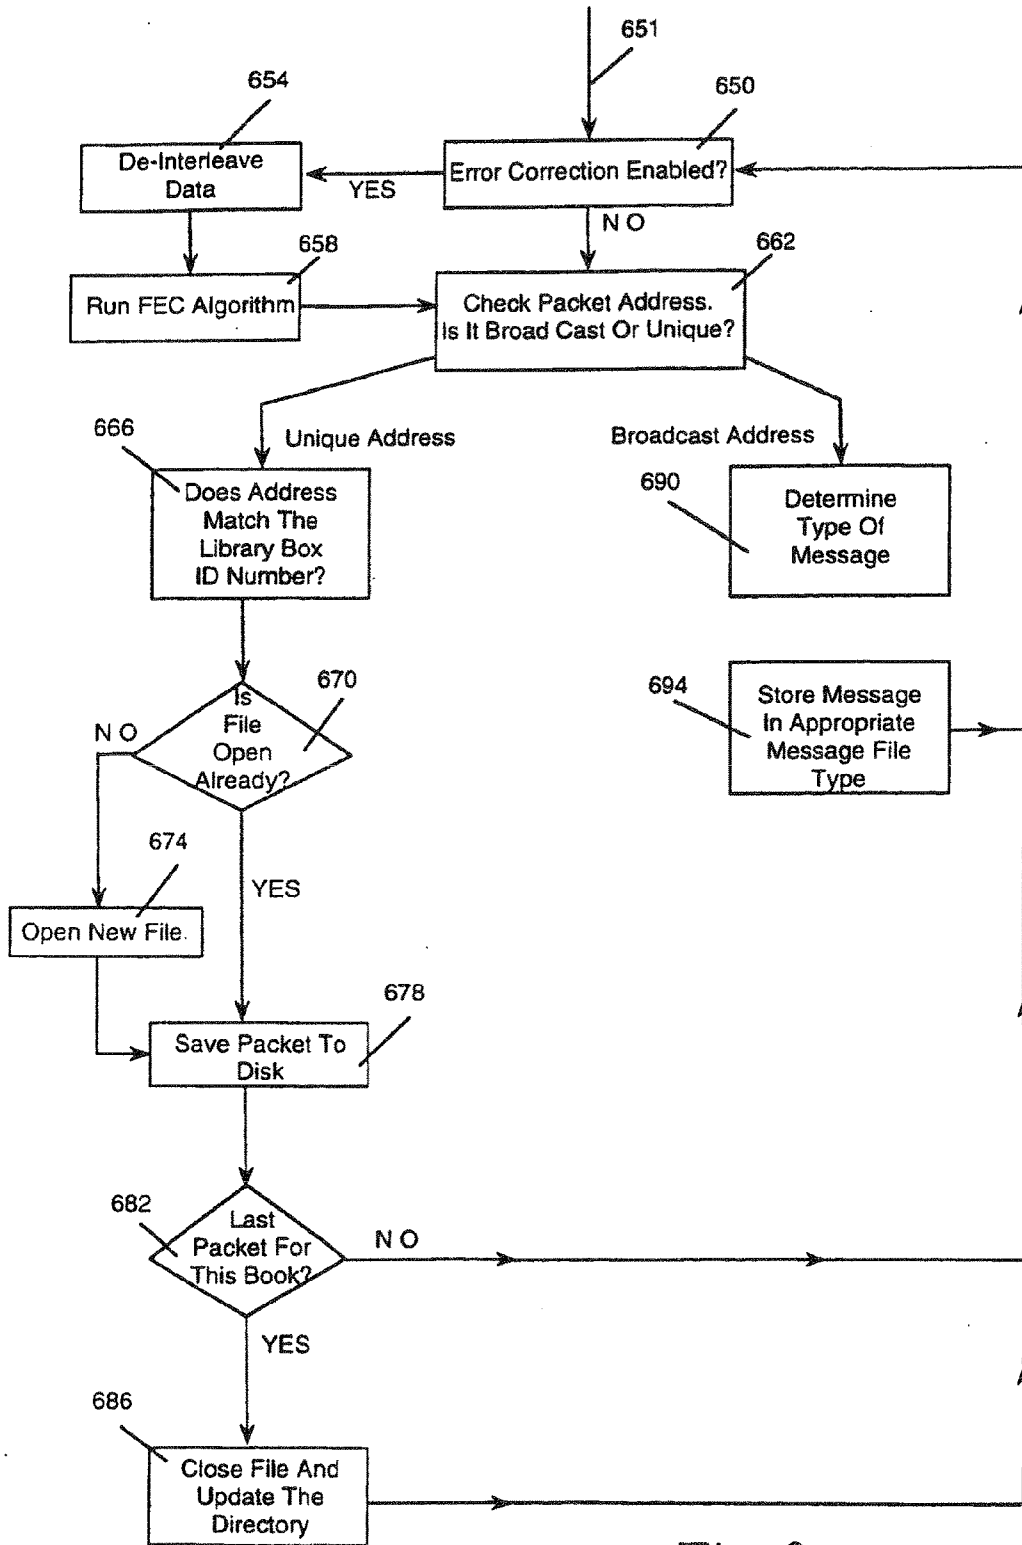 651
654
650
De-Interleave
Data
YES
Error Correction Enabled?
N O
658
662
Run FEC Algorithm
Check Packet Address.
Is It Broad Cast Or Unique?
666
Unique Address
Broadcast Address
Does Address
Match The
Library Box
ID Number?
690
Determine
Type Of
Message
670
Is
File
Open
Already?
N O
694
Store Message
In Appropriate
Message File
Type
674
YES
Open New File.
678
Save Packet To
Disk
682
Last
Packet For
This Book?
N O
YES
686
Close File And
Update The
Directory